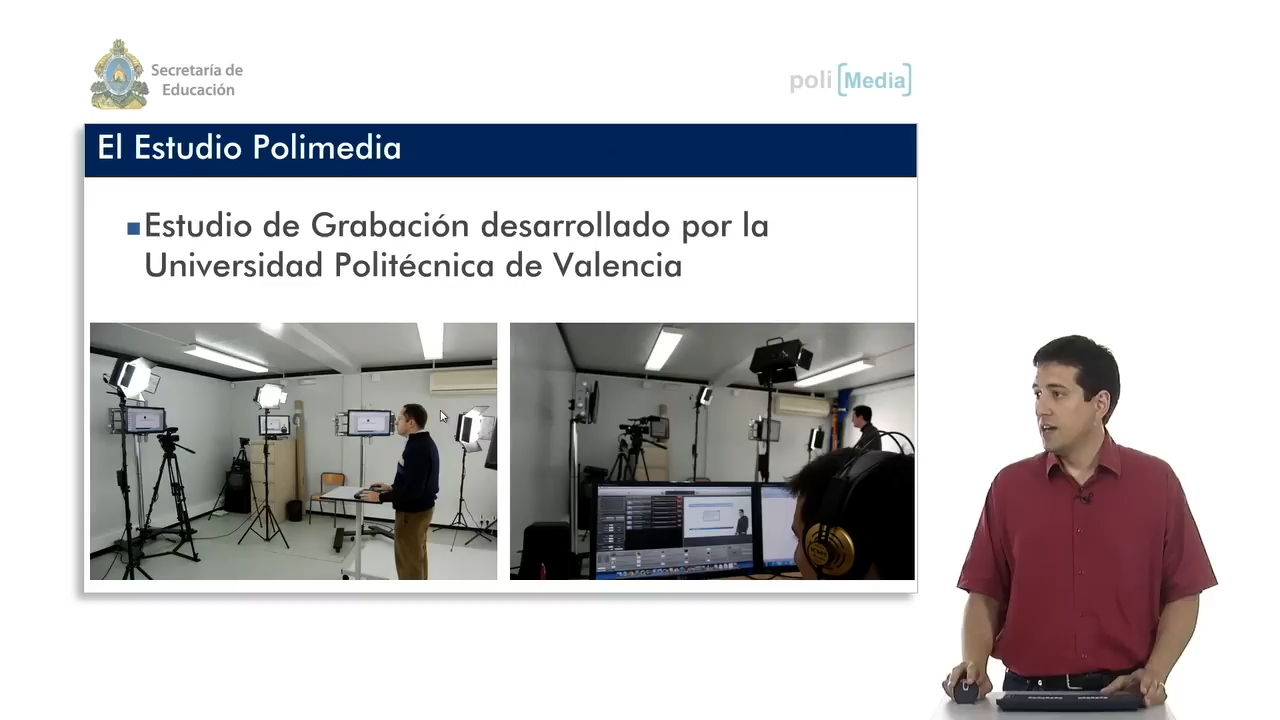 Secretaría de
Educación
poli [Media]
El Estudio Polimedia
Estudio de Grabación desarrollado por la
Universidad Politécnica de Valencia